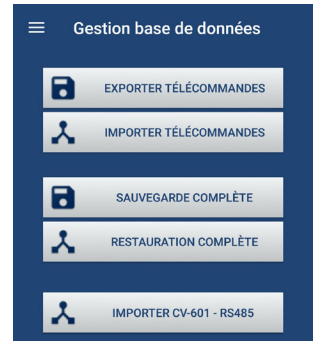 Gestion base de données
EXPORTER TÉLÉCOMMANDES
IMPORTER TÉLÉCOMMANDES
SAUVEGARDE COMPLÈTE
RESTAURATION COMPLÈTE
IMPORTER CV-601 - RS485